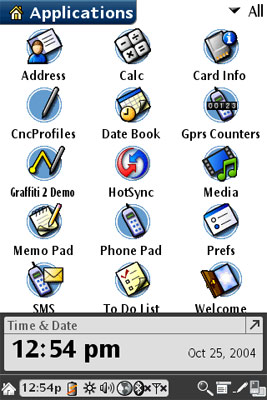 Applications
All
Address Calc Card Info
CncProfiles Date Book Gprs Counters
00123
Graffiti 2 Demo HotSync Media
Memo Pad Phone Pad Prefs
SMS To Do List Welcome
Time & Date
12:54 pm Oct 25, 2004
12:54p